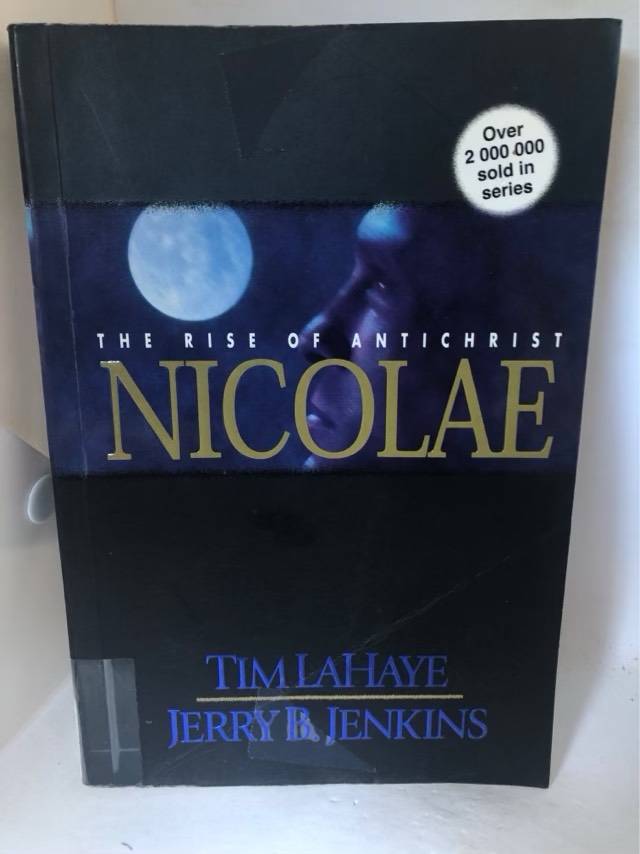 Over
2 000 000
sold in
series
THE RISE OF ANTICHRIST
NICOLAE
TIM LAHAYE
JERRY B. JENKINS